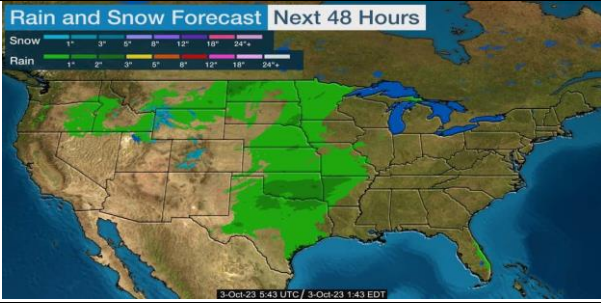 Rain and Snow Forecast Next 48 Hours
Snow 1" 3" 5" 8" 12" 18" 24"+
Rain 1" 2" 3" 5" 8" 12" 18" 24"+
3-Oct-23 5:43 UTC / 3-Oct-23 1:43 EDT